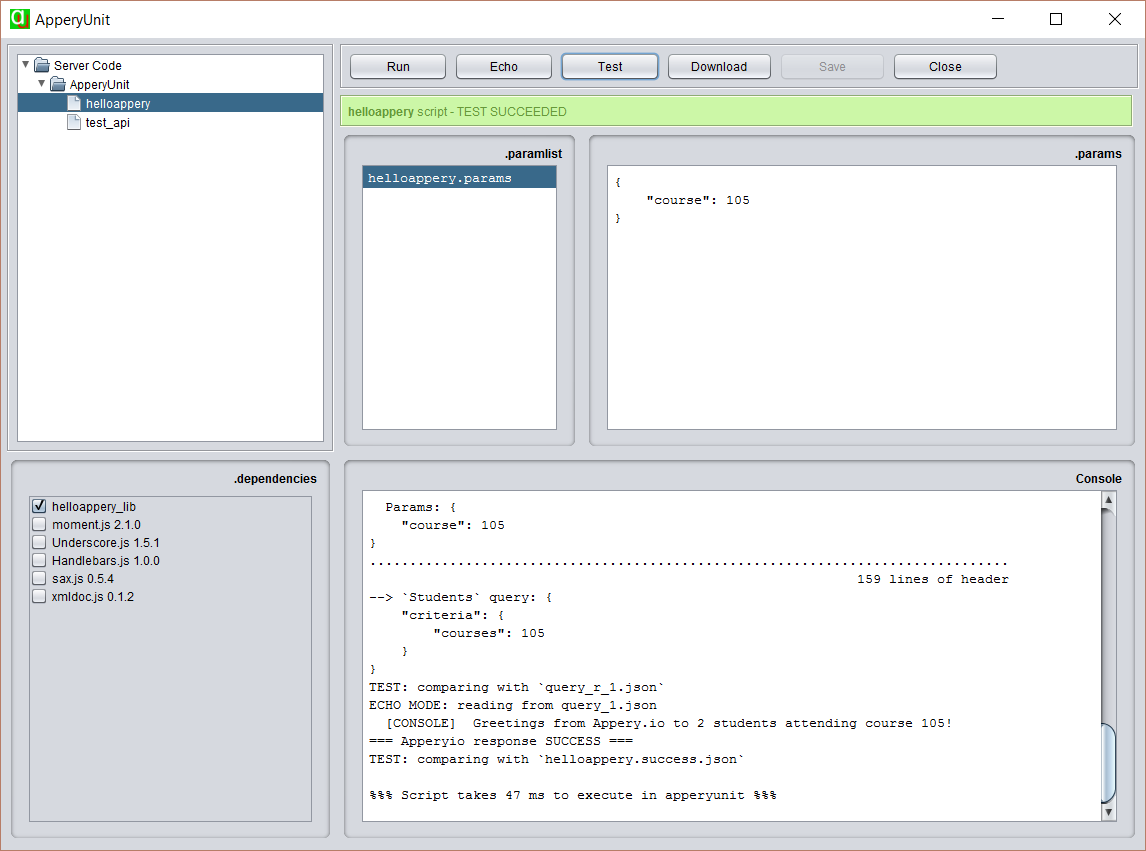 ApperyUnit
Server Code
ApperyUnit
helloappery
test_api
Run Echo Test Download Save Close
helloappery script - TEST SUCCEEDED
.paramlist
helloappery.params
.params
{
    "course": 105
}
.dependencies
helloappery_lib
moment.js 2.1.0
Underscore.js 1.5.1
Handlebars.js 1.0.0
sax.js 0.5.4
xmldoc.js 0.1.2
Console
  Params: {
    "course": 105
}
................................................................................
159 lines of header
--> `Students` query: {
    "criteria": {
        "courses": 105
    }
}
TEST: comparing with `query_r_1.json`
ECHO MODE: reading from query_1.json
  [CONSOLE]  Greetings from Appery.io to 2 students attending course 105!
=== Apperyio response SUCCESS ===
TEST: comparing with `helloappery.success.json`
%%% Script takes 47 ms to execute in apperyunit %%%